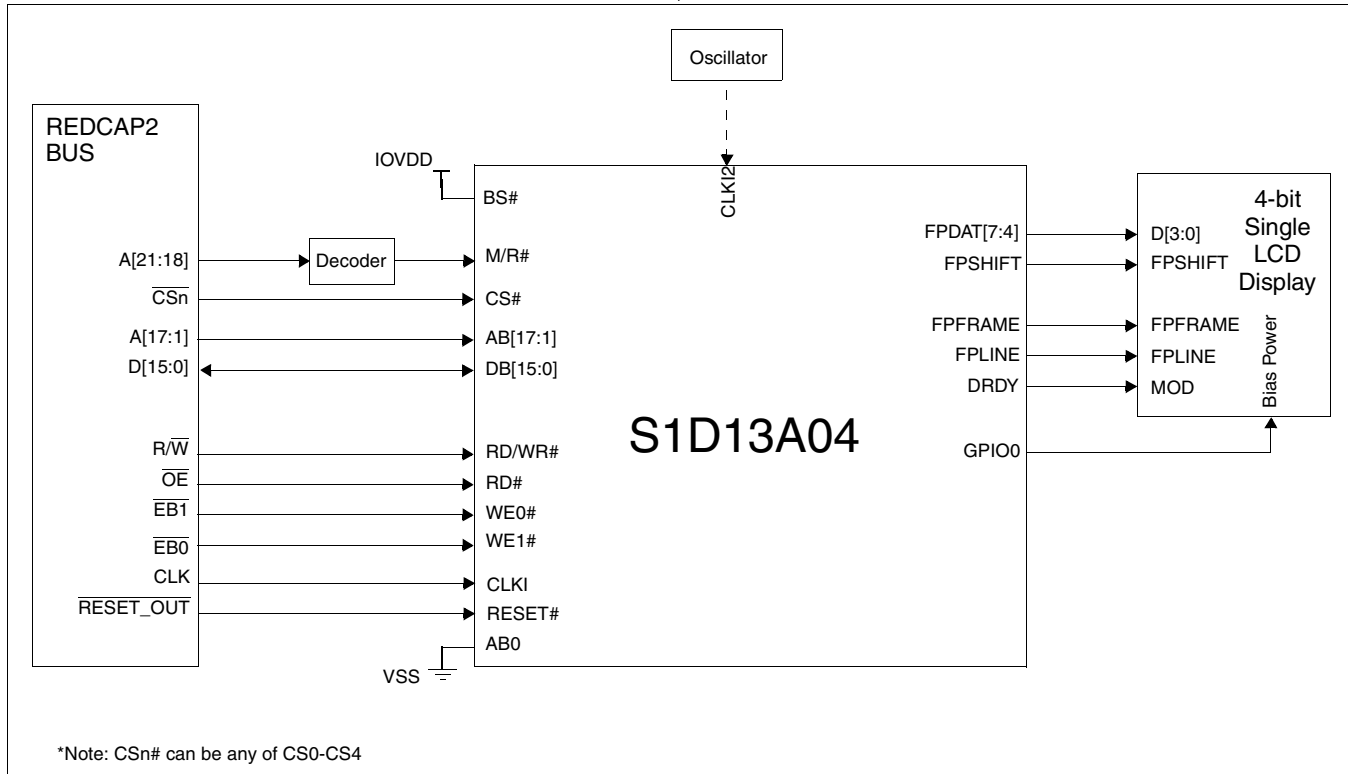 Oscillator
REDCAP2
BUS
IOVDD
BS#
CLKI2
A[21:18]
Decoder
M/R#
CSn
CS#
A[17:1]
AB[17:1]
D[15:0]
DB[15:0]
R/W
RD/WR#
OE
RD#
EB1
WE0#
EB0
WE1#
CLK
CLKI
RESET_OUT
RESET#
AB0
VSS
S1D13A04
FPDAT[7:4]
FPSHIFT
FPFRAME
FPLINE
DRDY
GPIO0
4-bit
Single
LCD
Display
D[3:0]
FPSHIFT
FPFRAME
FPLINE
MOD
Bias Power
*Note: CSn# can be any of CS0-CS4